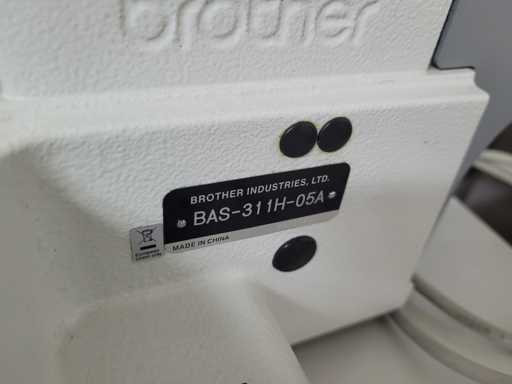 brother
BROTHER INDUSTRIES, LTD.
BAS-311H-05A
MADE IN CHINA